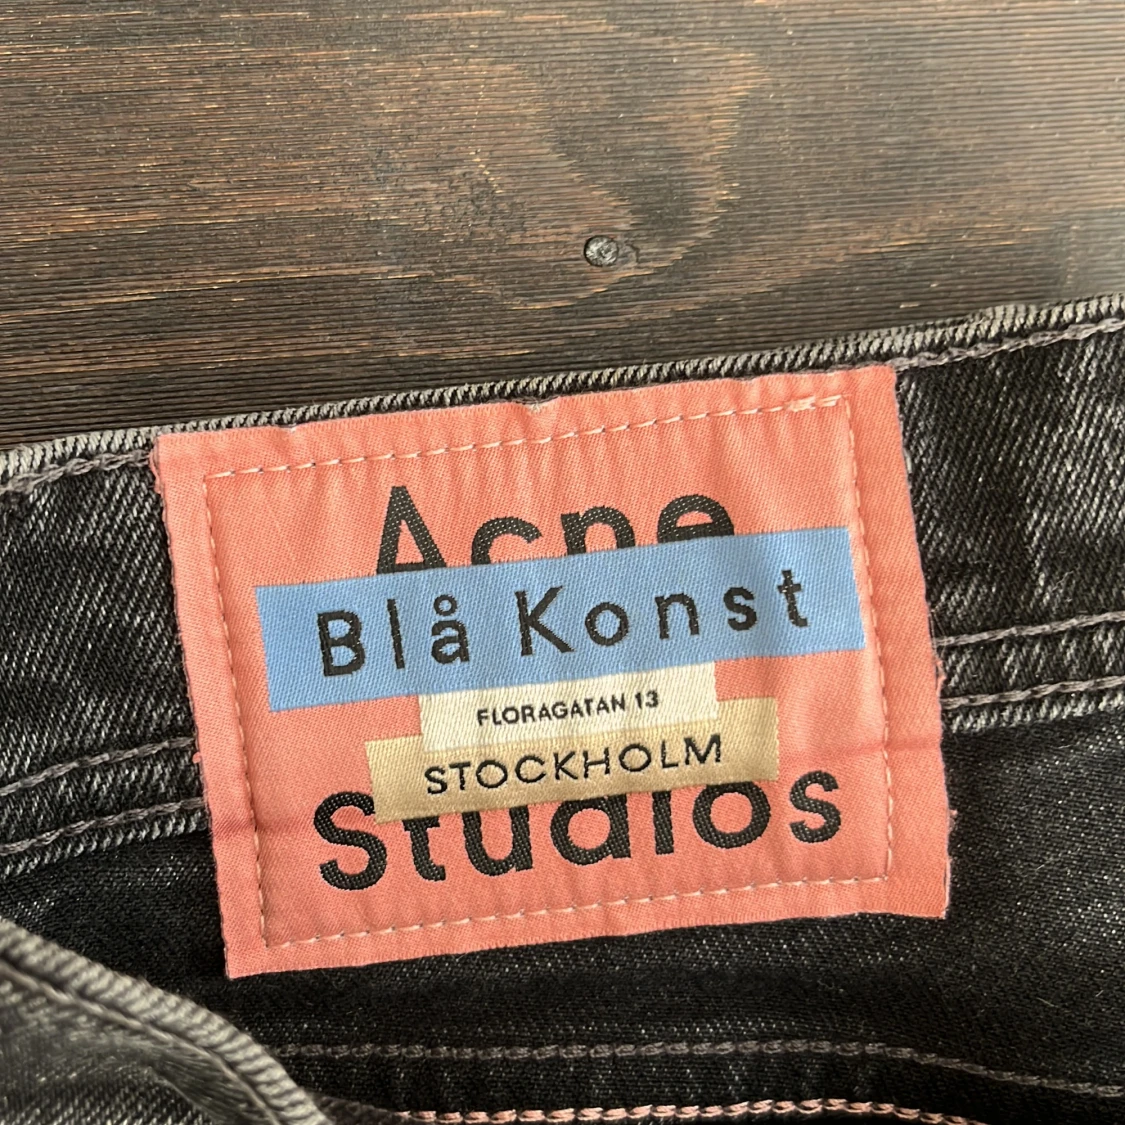 Acne
Blå Konst
FLORAGATAN 13
STOCKHOLM
Studios